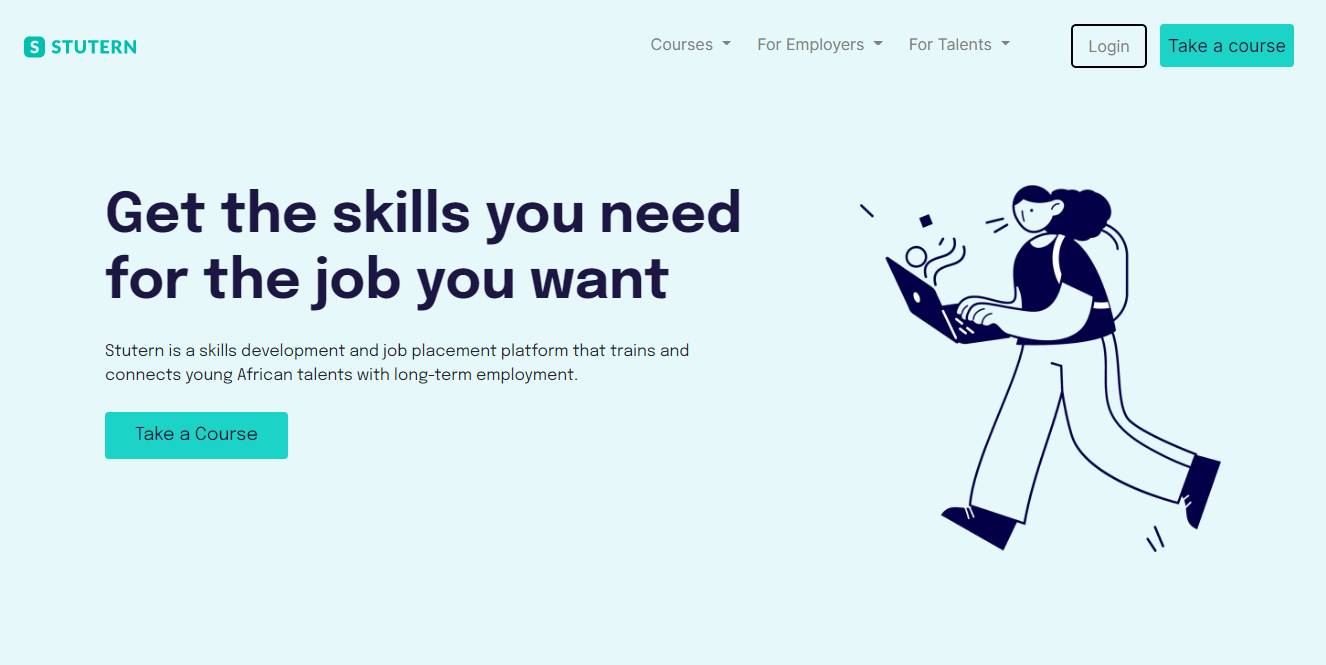 S STUTERN
Courses
For Employers
For Talents
Login
Take a course
Get the skills you need
for the job you want
Stutern is a skills development and job placement platform that trains and
connects young African talents with long-term employment.
Take a Course